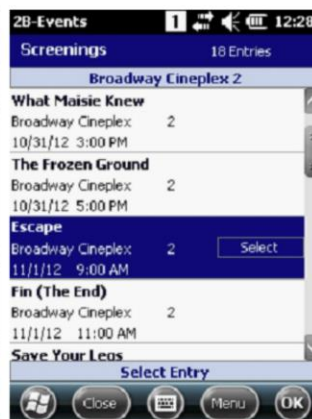 2B-Events 1 12:28
Screenings 18 Entries
Broadway Cineplex 2
What Maisie Knew
Broadway Cineplex 2
10/31/12 3:00 PM
The Frozen Ground
Broadway Cineplex 2
10/31/12 5:00 PM
Escape
Broadway Cineplex 2 Select
11/1/12 9:00 AM
Fin (The End)
Broadway Cineplex 2
11/1/12 11:00 AM
Save Your Legs
Select Entry
Close Menu OK